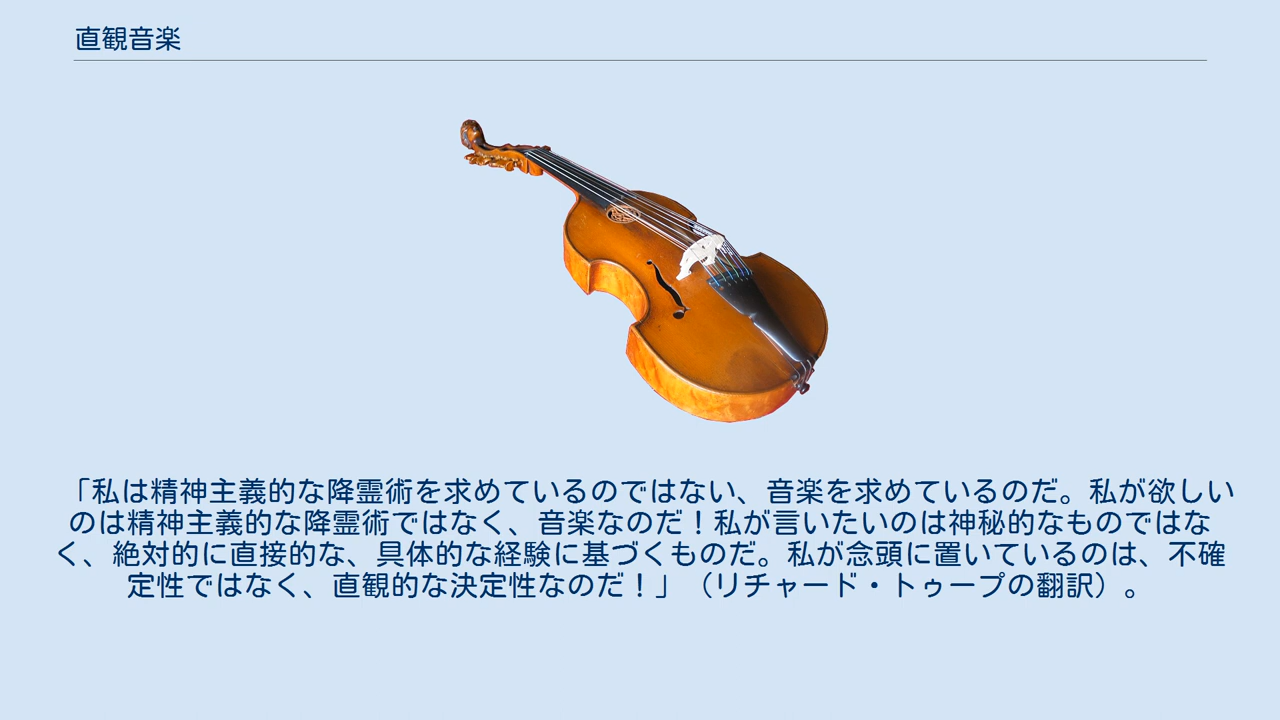 直観音楽
「私は精神主義的な降霊術を求めているのではない、音楽を求めているのだ。私が欲しい
のは精神主義的な降霊術ではなく、音楽なのだ！私が言いたいのは神秘的なものではな
く、絶対的に直接的な、具体的な経験に基づくものだ。私が念頭に置いているのは、不確
定性ではなく、直観的な決定性なのだ！」（リチャード・トゥープの翻訳）。